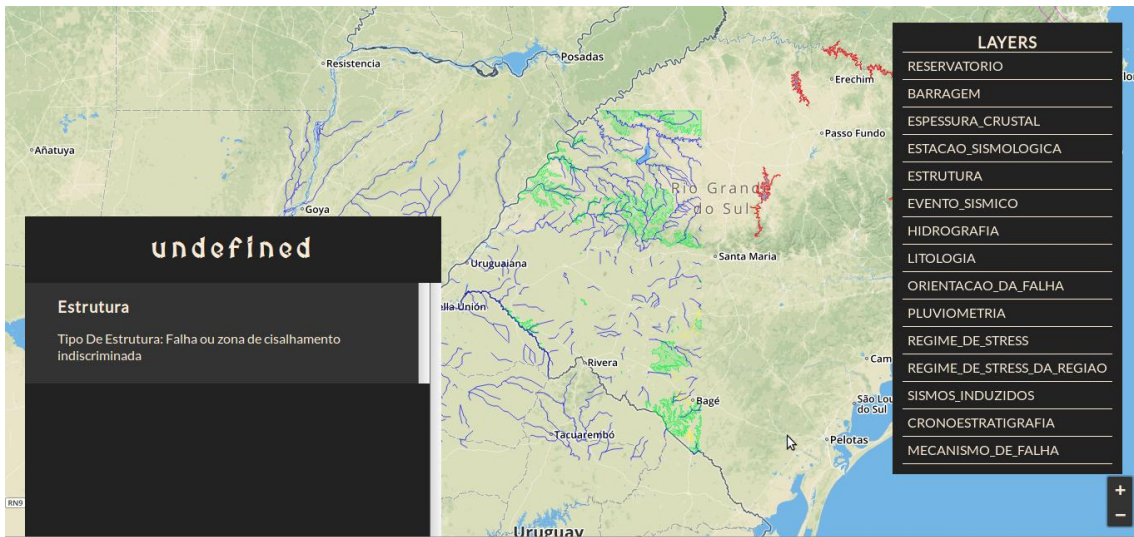 Resistencia
Posadas
Erechim
Añatuya
Passo Fundo
Goya
Rio Grand
do Sul
Santa Maria
Uruguaiana
ella Unión
Rivera
Bagé
Cam
São Lou
do Sul
Tacuarembó
Pelotas
RN9
Uruguay
undefined
Estrutura
Tipo De Estrutura: Falha ou zona de cisalhamento
indiscriminada
LAYERS
RESERVATORIO
BARRAGEM
ESPESSURA_CRUSTAL
ESTACAO_SISMOLOGICA
ESTRUTURA
EVENTO_SISMICO
HIDROGRAFIA
LITOLOGIA
ORIENTACAO_DA_FALHA
PLUVIOMETRIA
REGIME_DE_STRESS
REGIME_DE_STRESS_DA_REGIAO
SISMOS_INDUZIDOS
CRONOESTRATIGRAFIA
MECANISMO_DE_FALHA
+
−